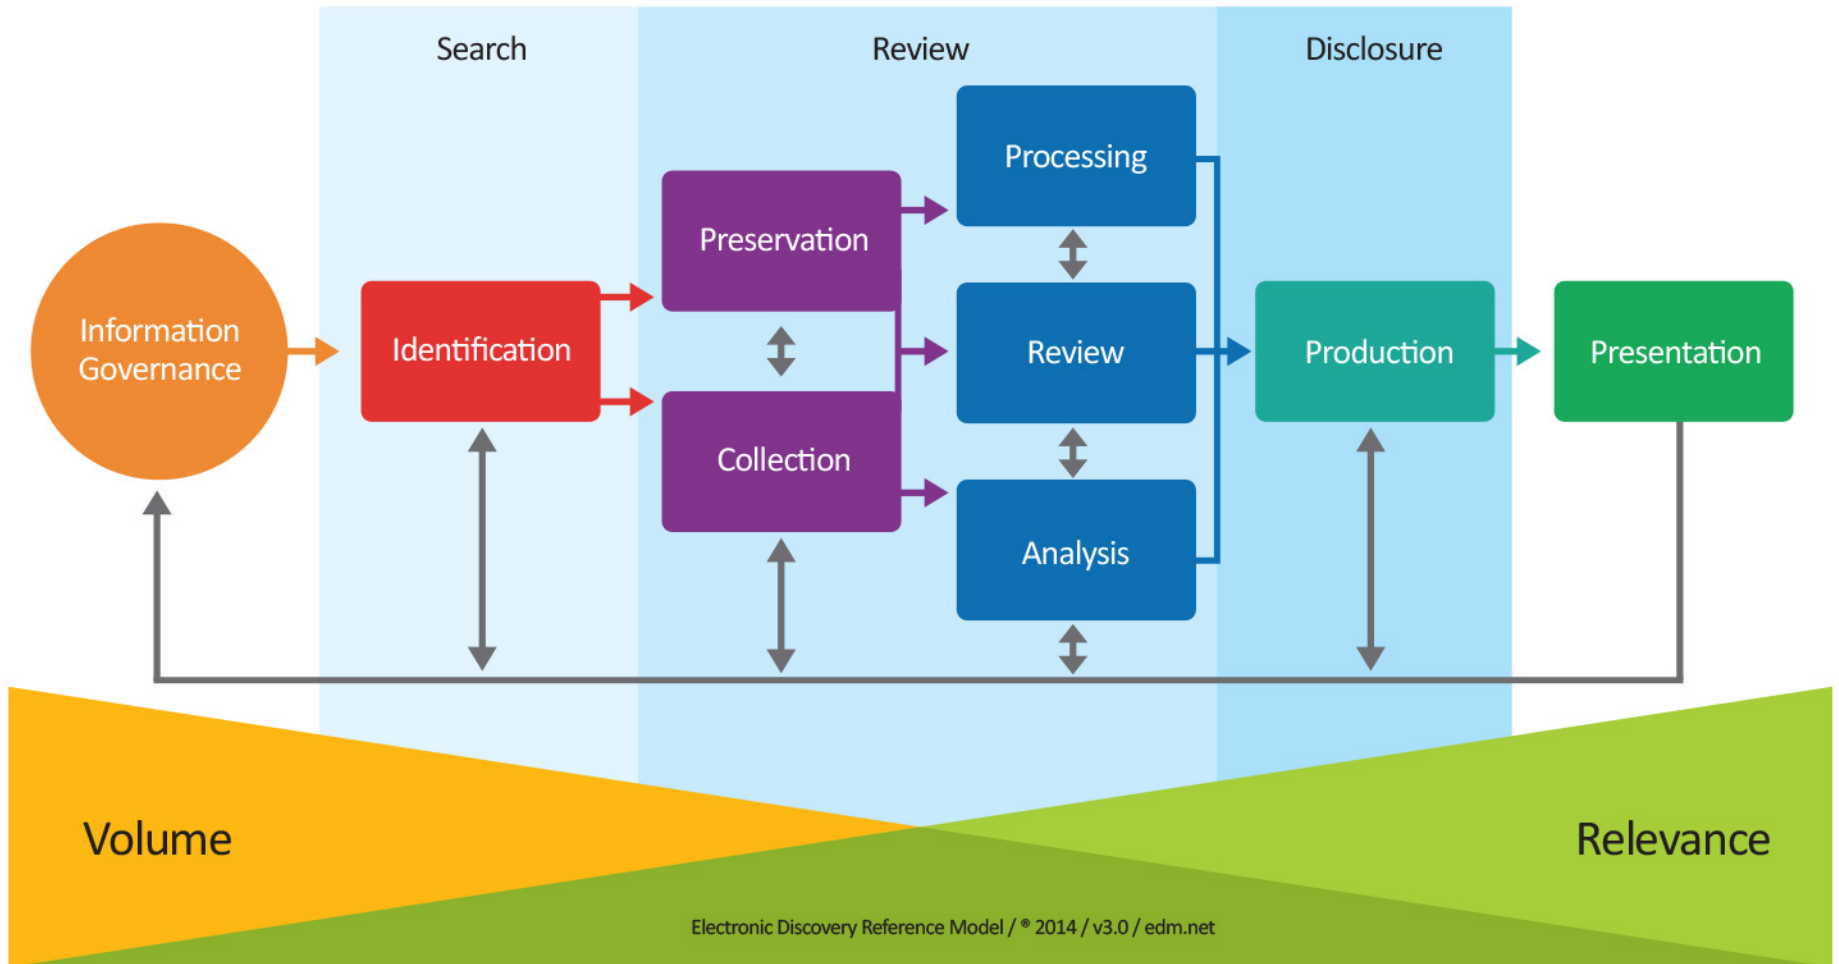 Search
Review
Disclosure
Information
Governance
Identification
Preservation
Collection
Processing
Review
Analysis
Production
Presentation
Volume
Relevance
Electronic Discovery Reference Model / ® 2014 / v3.0 / edm.net